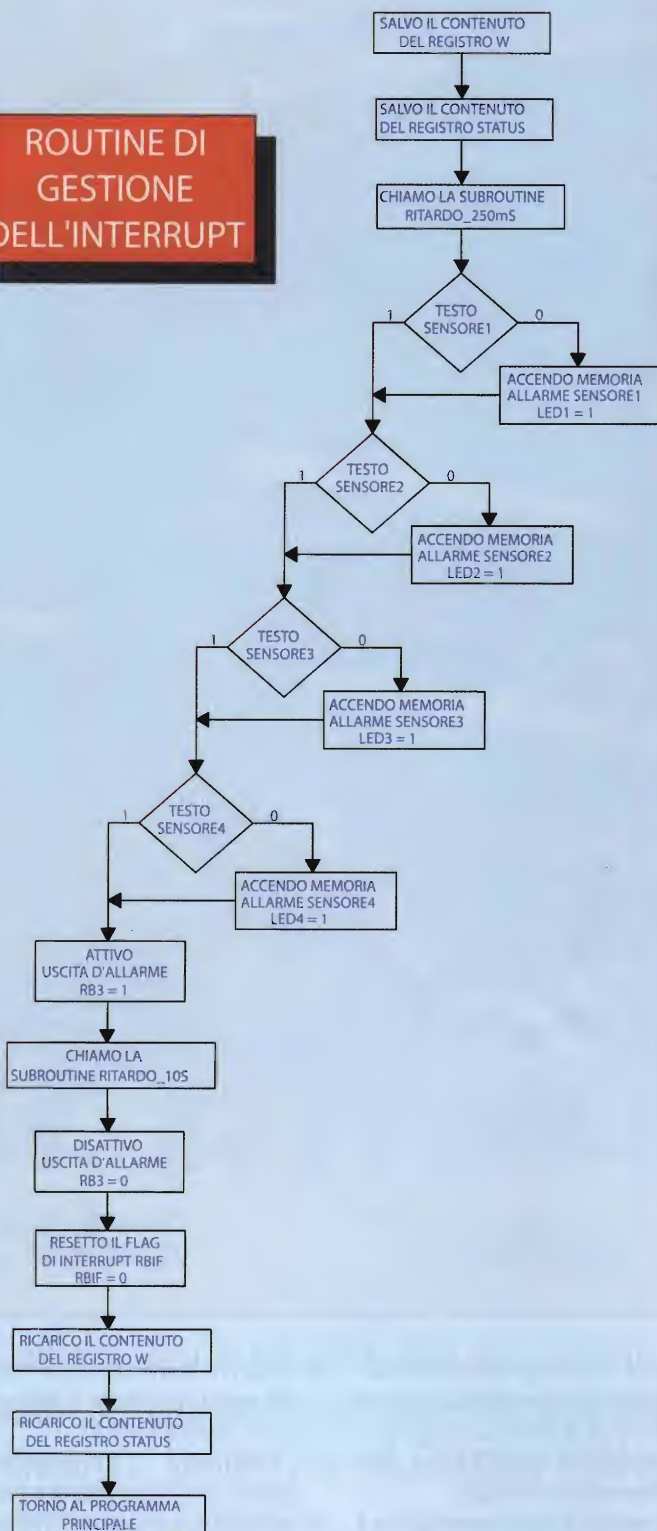 ROUTINE DI
GESTIONE
DELL'INTERRUPT
SALVO IL CONTENUTO
DEL REGISTRO W
SALVO IL CONTENUTO
DEL REGISTRO STATUS
CHIAMO LA SUBROUTINE
RITARDO_250mS
TESTO
SENSORE1
1
0
ACCENDO MEMORIA
ALLARME SENSORE1
LED1 = 1
TESTO
SENSORE2
1
0
ACCENDO MEMORIA
ALLARME SENSORE2
LED2 = 1
TESTO
SENSORE3
1
0
ACCENDO MEMORIA
ALLARME SENSORE3
LED3 = 1
TESTO
SENSORE4
1
0
ACCENDO MEMORIA
ALLARME SENSORE4
LED4 = 1
ATTIVO
USCITA D'ALLARME
RB3 = 1
CHIAMO LA
SUBROUTINE RITARDO_10S
DISATTIVO
USCITA D'ALLARME
RB3 = 0
RESETTO IL FLAG
DI INTERRUPT RBIF
RBIF = 0
RICARICO IL CONTENUTO
DEL REGISTRO W
RICARICO IL CONTENUTO
DEL REGISTRO STATUS
TORNO AL PROGRAMMA
PRINCIPALE